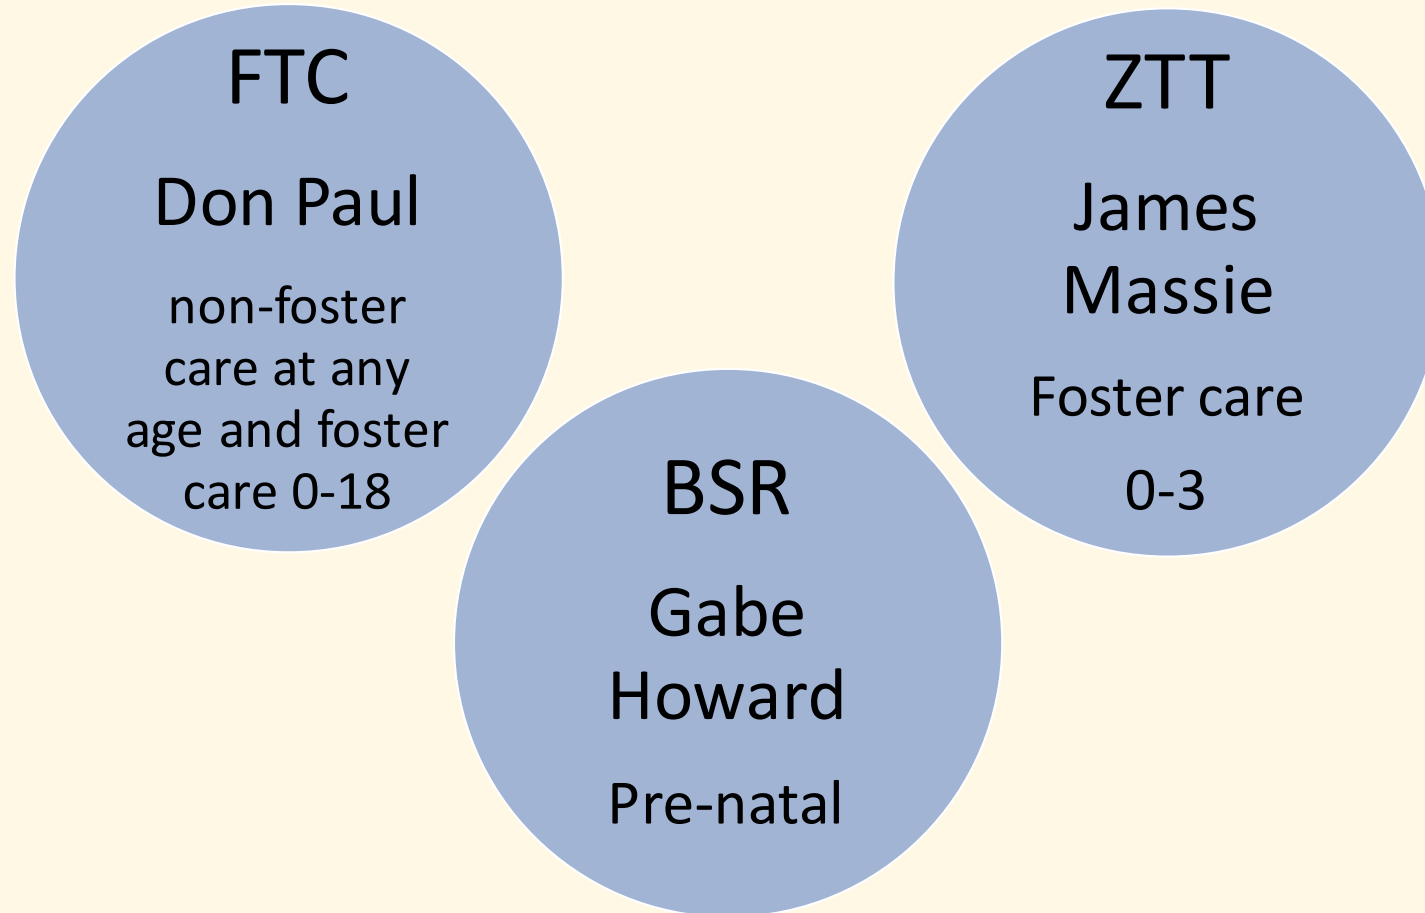 FTC
Don Paul
non-foster
care at any
age and foster
care 0-18
ZTT
James
Massie
Foster care
0-3
BSR
Gabe
Howard
Pre-natal